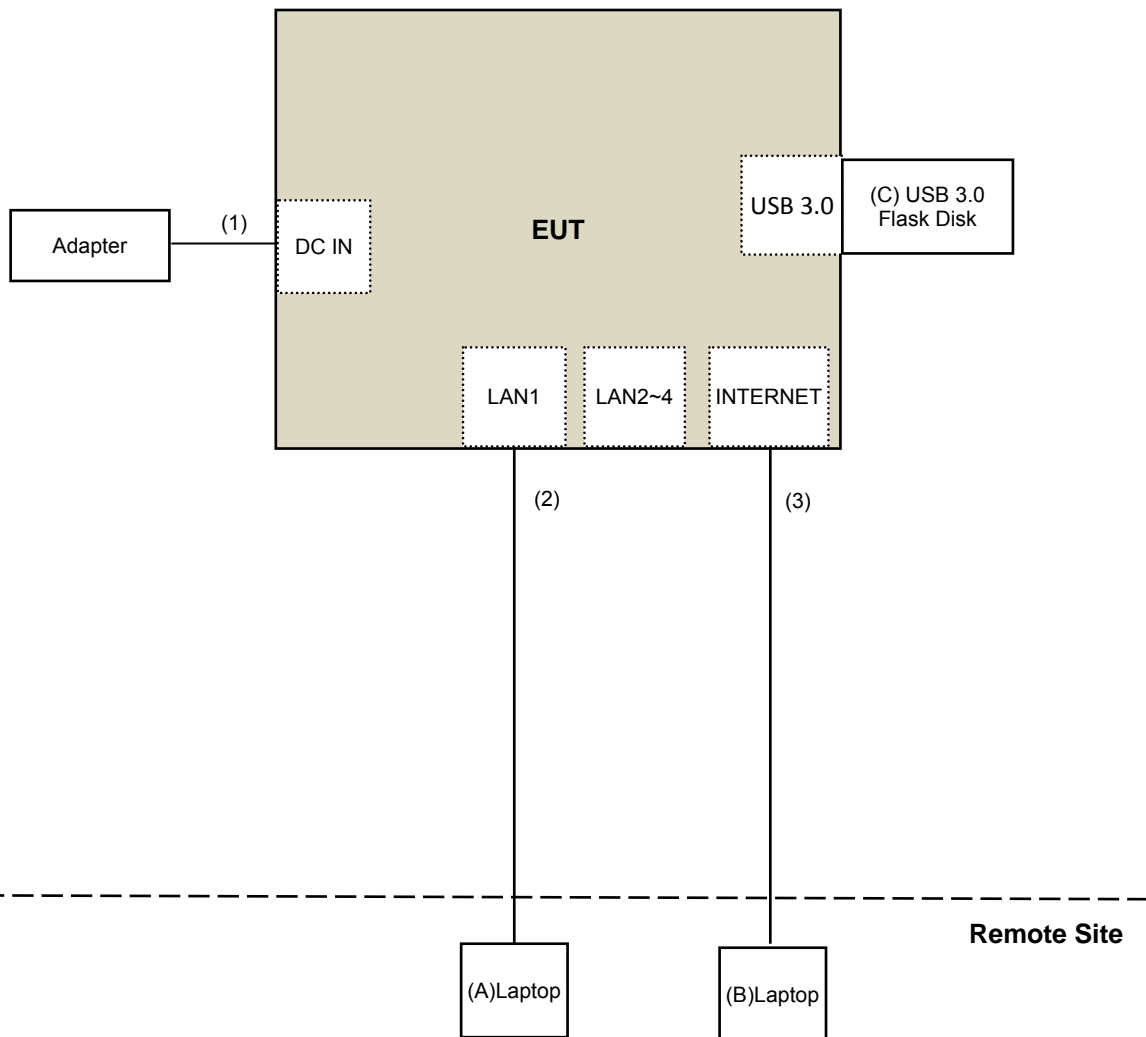 USB 3.0
(C) USB 3.0
Flask Disk
(1)
Adapter
DC IN
EUT
LAN1
LAN2~4
INTERNET
(2)
(3)
Remote Site
(A)Laptop
(B)Laptop